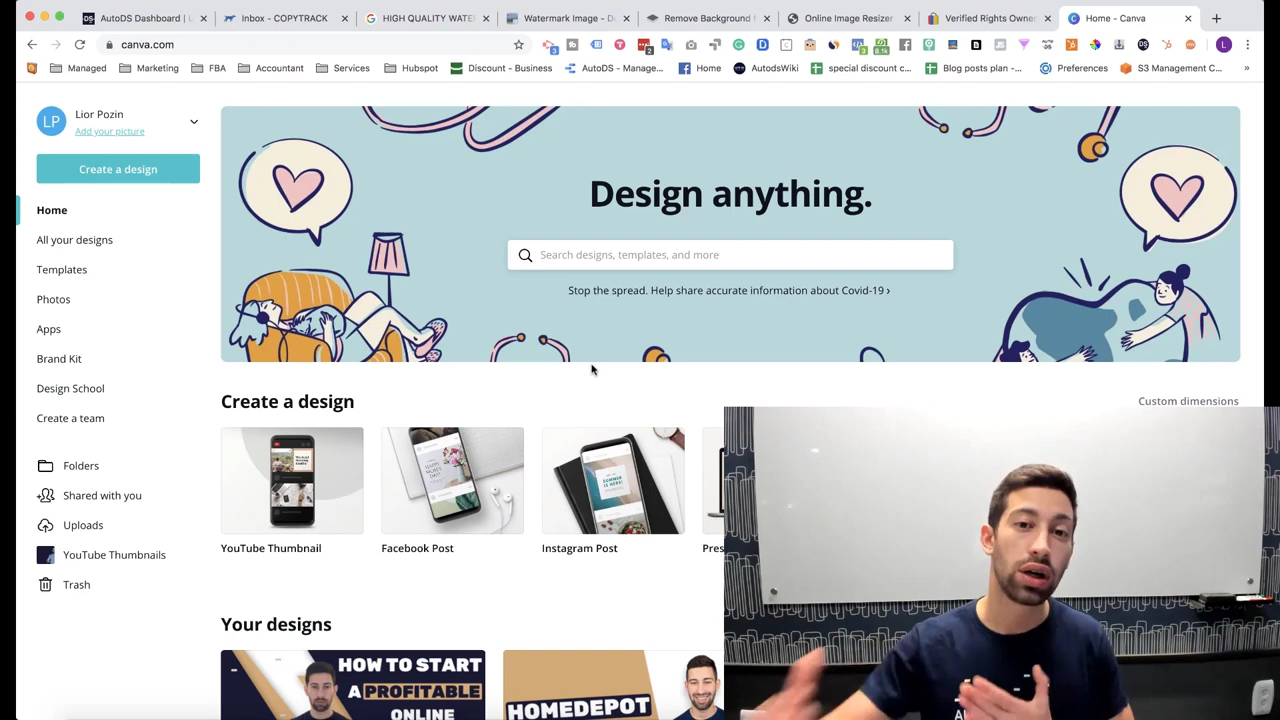 AutoDS Dashboard | U
Inbox - COPYTRACK
HIGH QUALITY WATE
Watermark Image - D
Remove Background
Online Image Resizer
Verified Rights Owne
Home - Canva
canva.com
Managed
Marketing
FBA
Accountant
Services
Hubspot
Discount - Business
AutoDS - Manage...
Home
AutodsWiki
special discount c...
Blog posts plan -...
Preferences
S3 Management C...
»
LP
Lior Pozin
Add your picture
Create a design
Home
All your designs
Templates
Photos
Apps
Brand Kit
Design School
Create a team
Folders
Shared with you
Uploads
YouTube Thumbnails
Trash
Design anything.
Search designs, templates, and more
Stop the spread. Help share accurate information about Covid-19 ›
Create a design
Custom dimensions
YouTube Thumbnail
Facebook Post
Instagram Post
Pres
Your designs
HOW TO START
A PROFITABLE
ONLINE
HOMEDEPOT